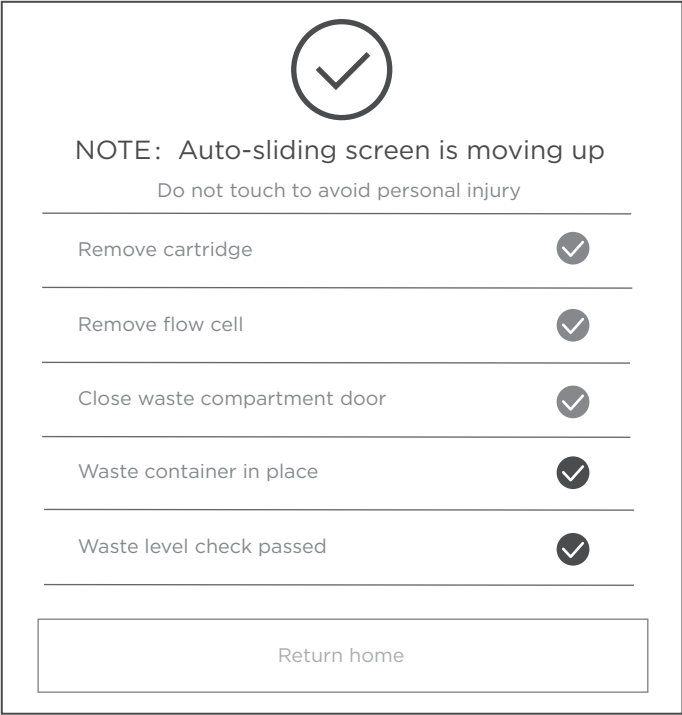 NOTE: Auto-sliding screen is moving up
Do not touch to avoid personal injury
Remove cartridge
Remove flow cell
Close waste compartment door
Waste container in place
Waste level check passed
Return home